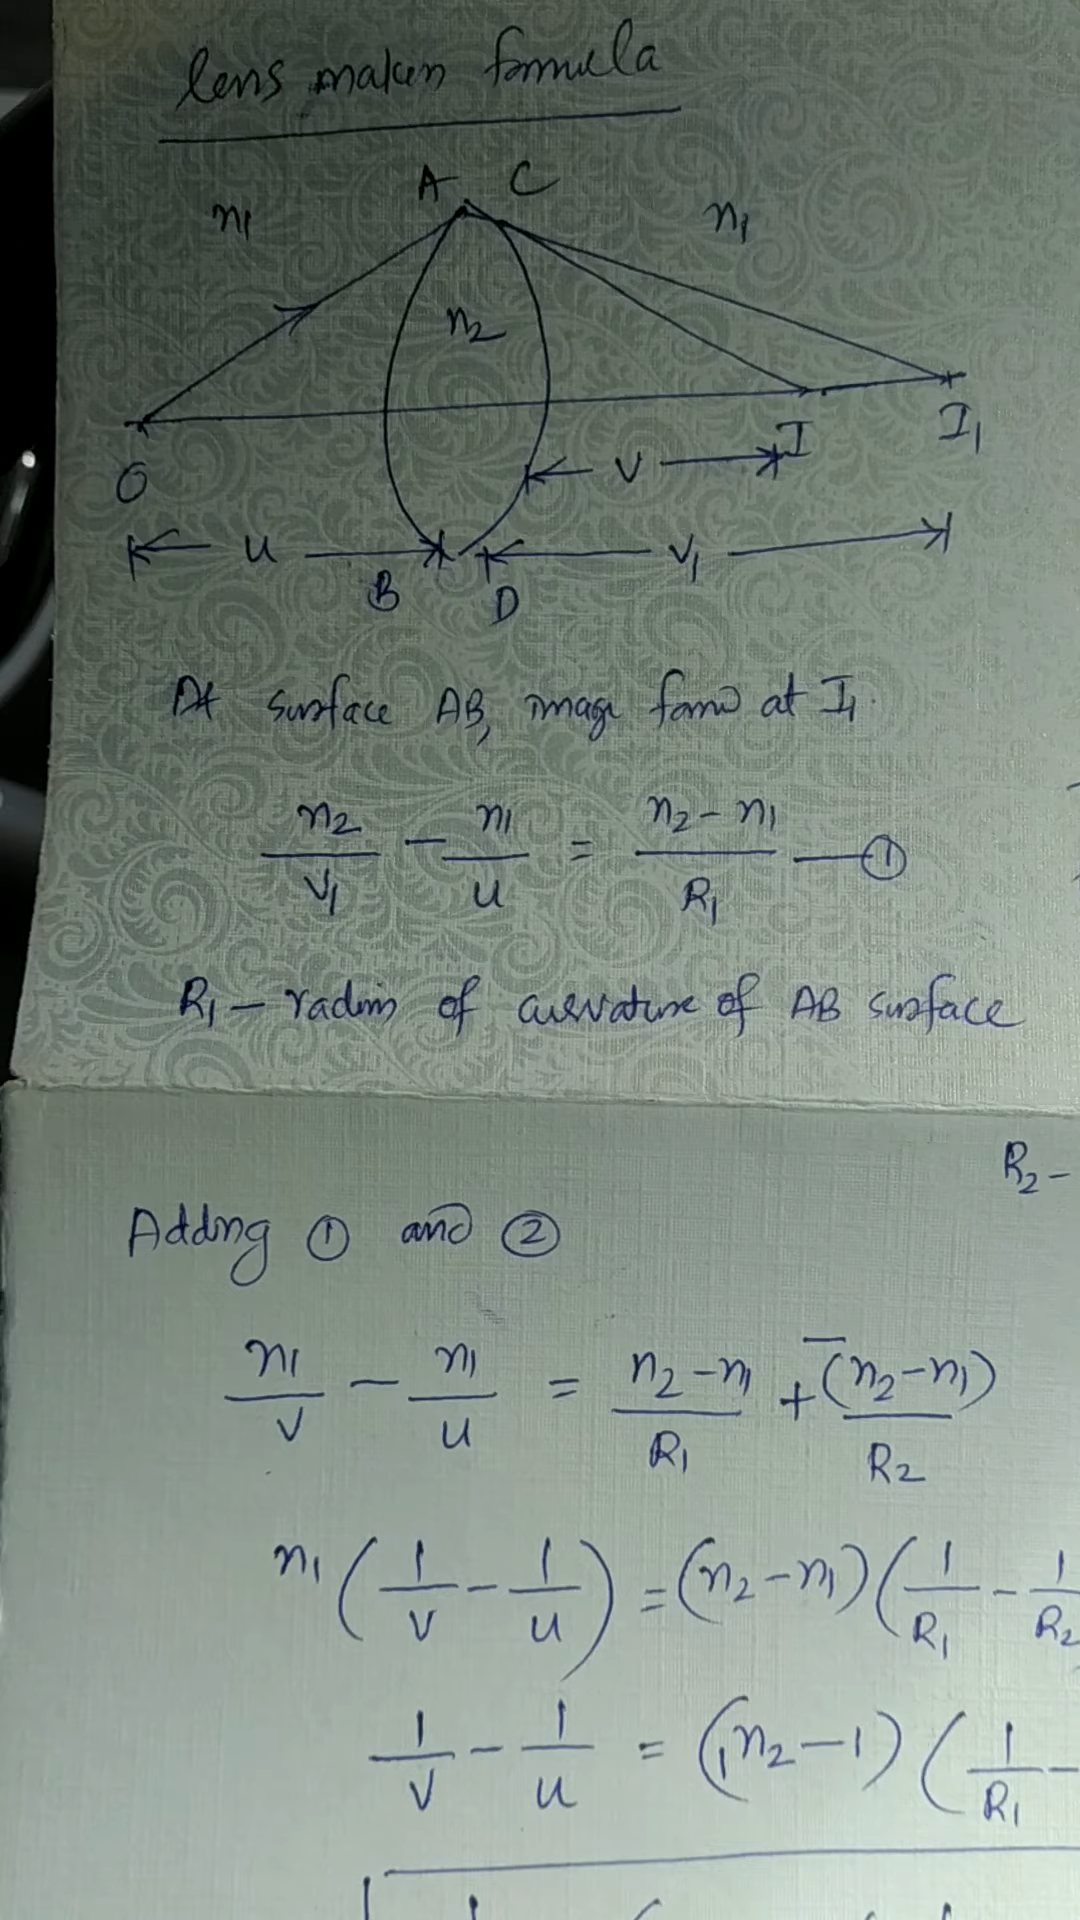 lens maker formula
A C
n₁ n₁
n₂
O I I₁
v
u v₁
B D
At surface AB, image form at I₁.
n₂/v₁ - n₁/u = (n₂ - n₁)/R₁ — ①
R₁ - radius of curvature of AB surface
R₂ -
Adding ① and ②
n₁/v - n₁/u = (n₂ - n₁)/R₁ + -(n₂ - n₁)/R₂
n₁ (1/v - 1/u) = (n₂ - n₁) (1/R₁ - 1/R₂
1/v - 1/u = (₁n₂ - 1) (1/R₁ -